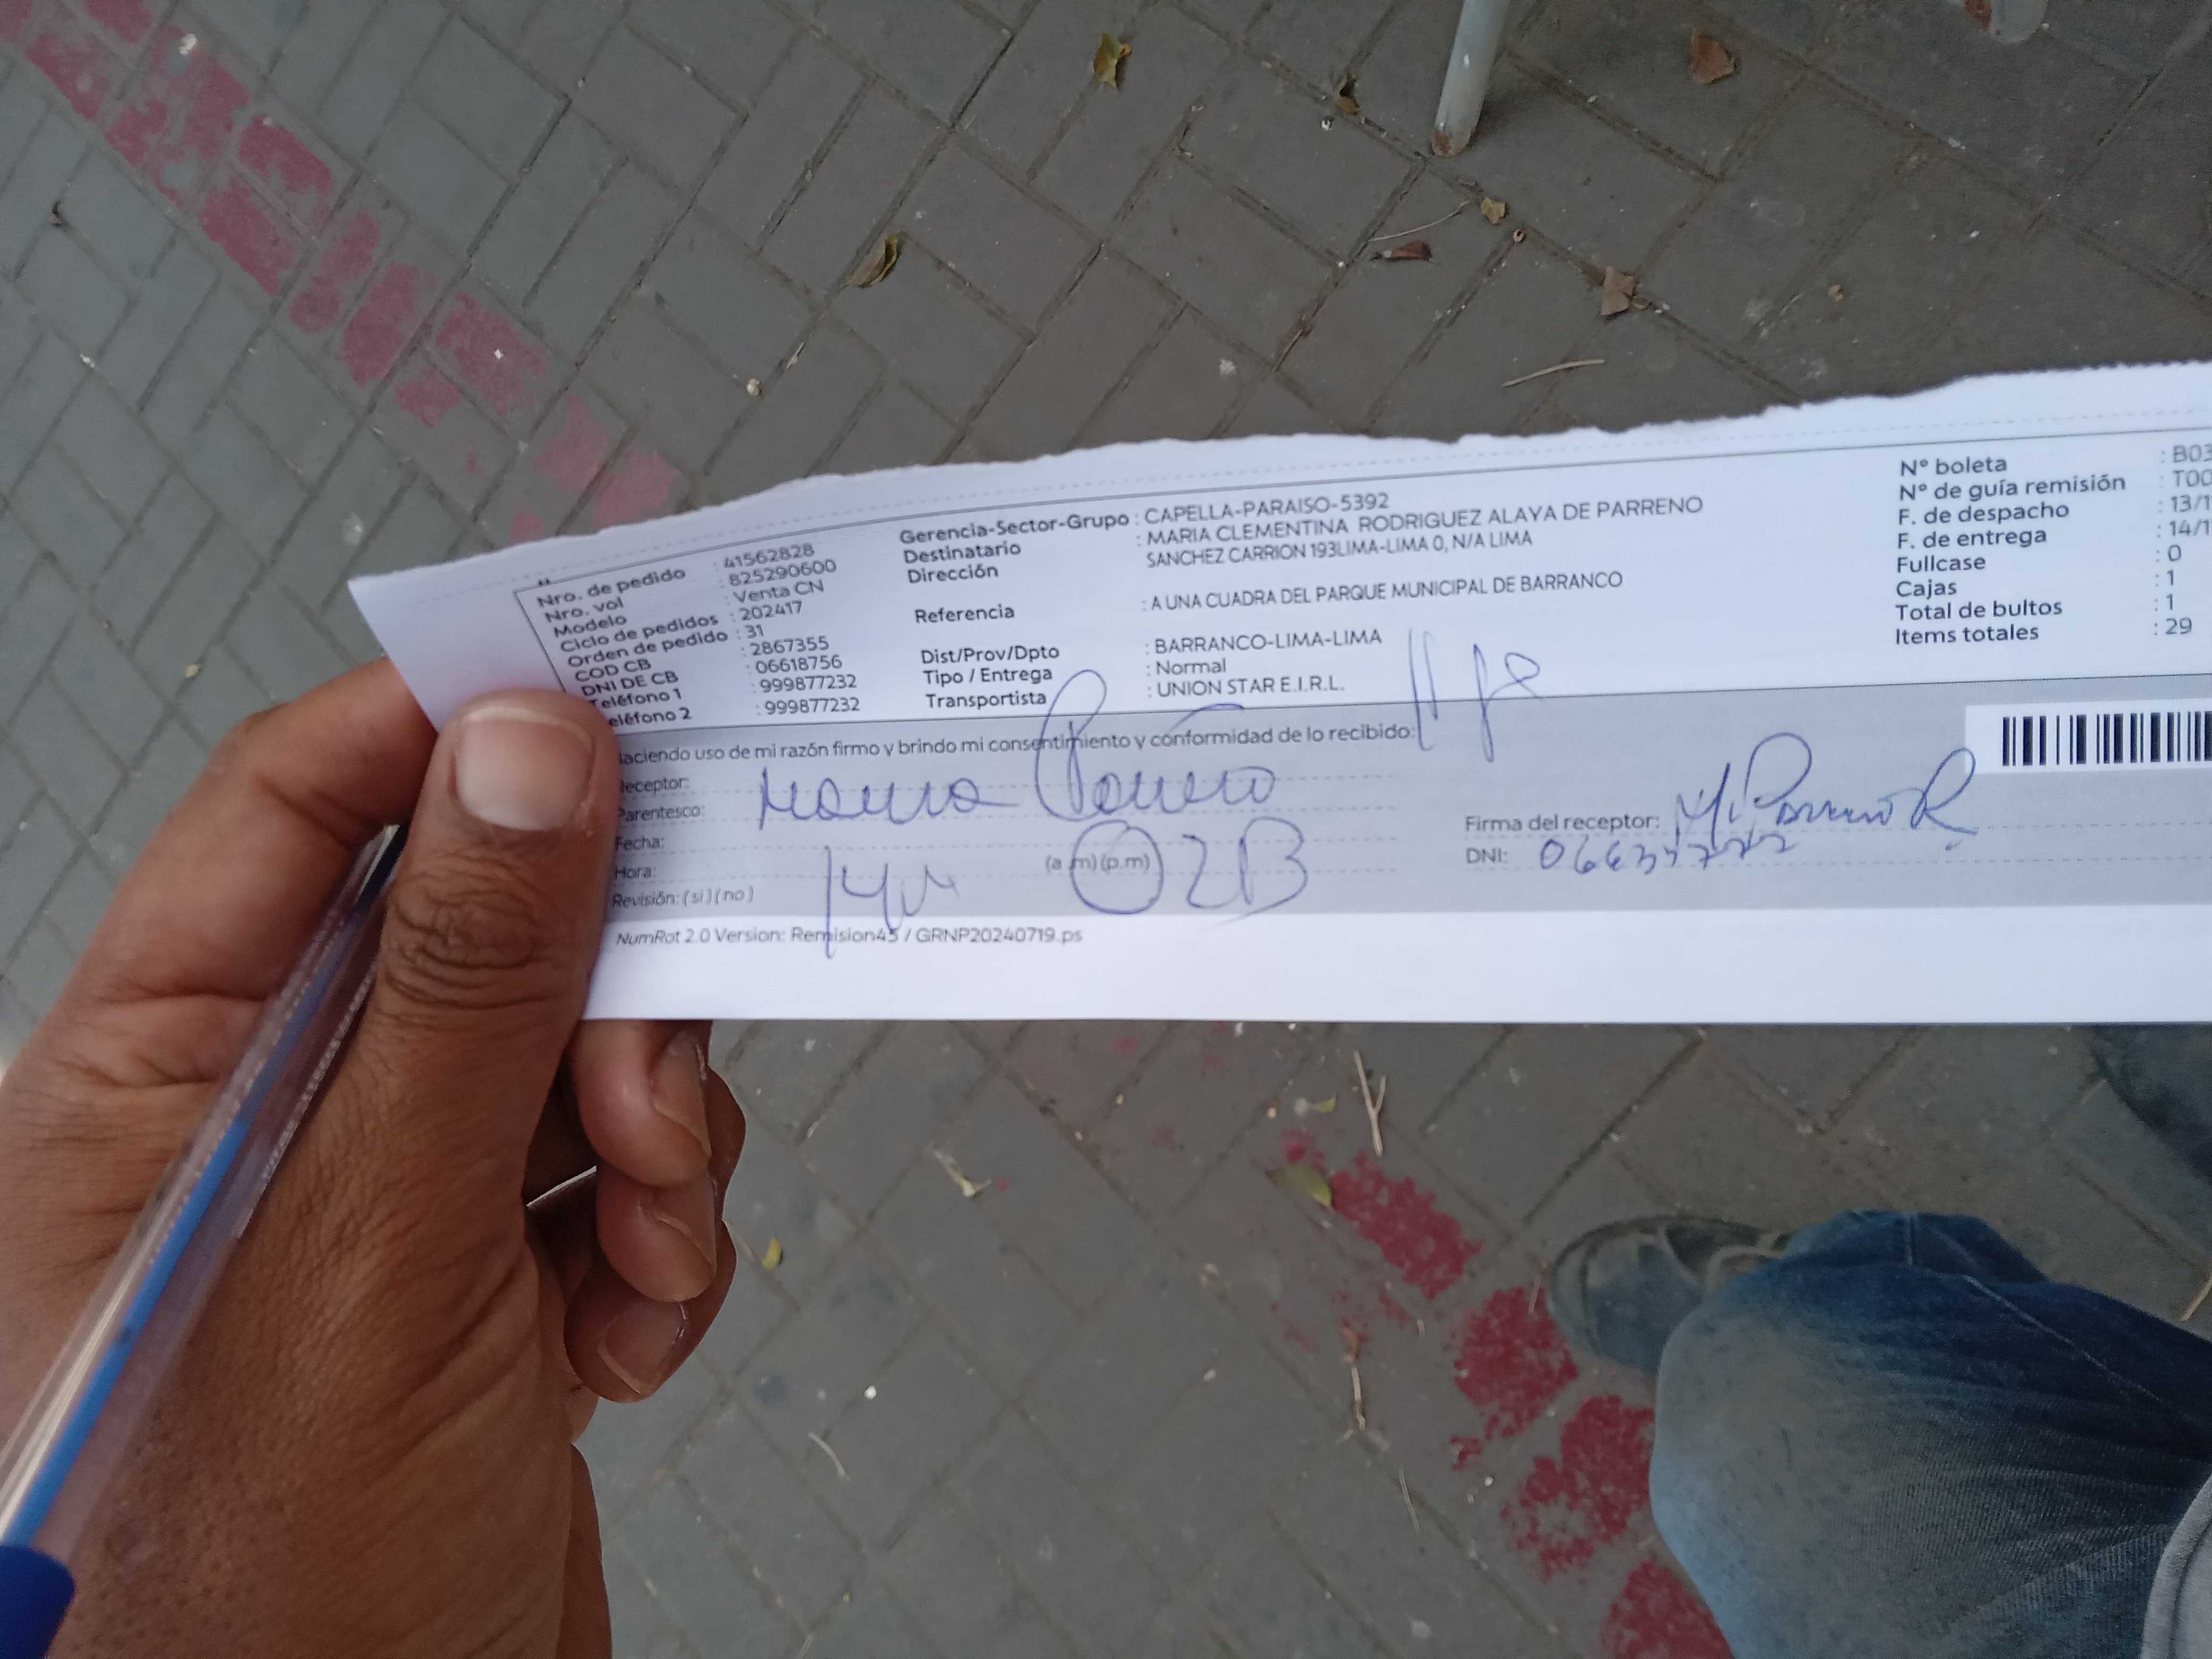 Nro. de pedido : 41562828
Nro. vol : 825290600
Modelo : Venta CN
Ciclo de pedidos : 202417
Orden de pedido : 31
COD CB : 2867355
DNI DE CB : 06618756
Teléfono 1 : 999877232
eléfono 2 : 999877232
Gerencia-Sector-Grupo : CAPELLA-PARAISO-5392
Destinatario : MARIA CLEMENTINA RODRIGUEZ ALAYA DE PARRENO
Dirección SANCHEZ CARRION 193LIMA-LIMA 0, N/A LIMA
Referencia : A UNA CUADRA DEL PARQUE MUNICIPAL DE BARRANCO
Dist/Prov/Dpto : BARRANCO-LIMA-LIMA
Tipo / Entrega : Normal
Transportista : UNION STAR E.I.R.L.
N° boleta : B03
N° de guía remisión : T00
F. de despacho : 13/1
F. de entrega : 14/1
Fullcase : 0
Cajas : 1
Total de bultos : 1
Items totales : 29
aciendo uso de mi razón firmo y brindo mi consentimiento y conformidad de lo recibido:
Receptor:
Parentesco:
Fecha:
Hora: (a.m) (p.m)
Revisión: ( si ) ( no )
Firma del receptor: M. Parreno R
DNI:
NumRot 2.0 Version: Remision45 / GRNP20240719.ps